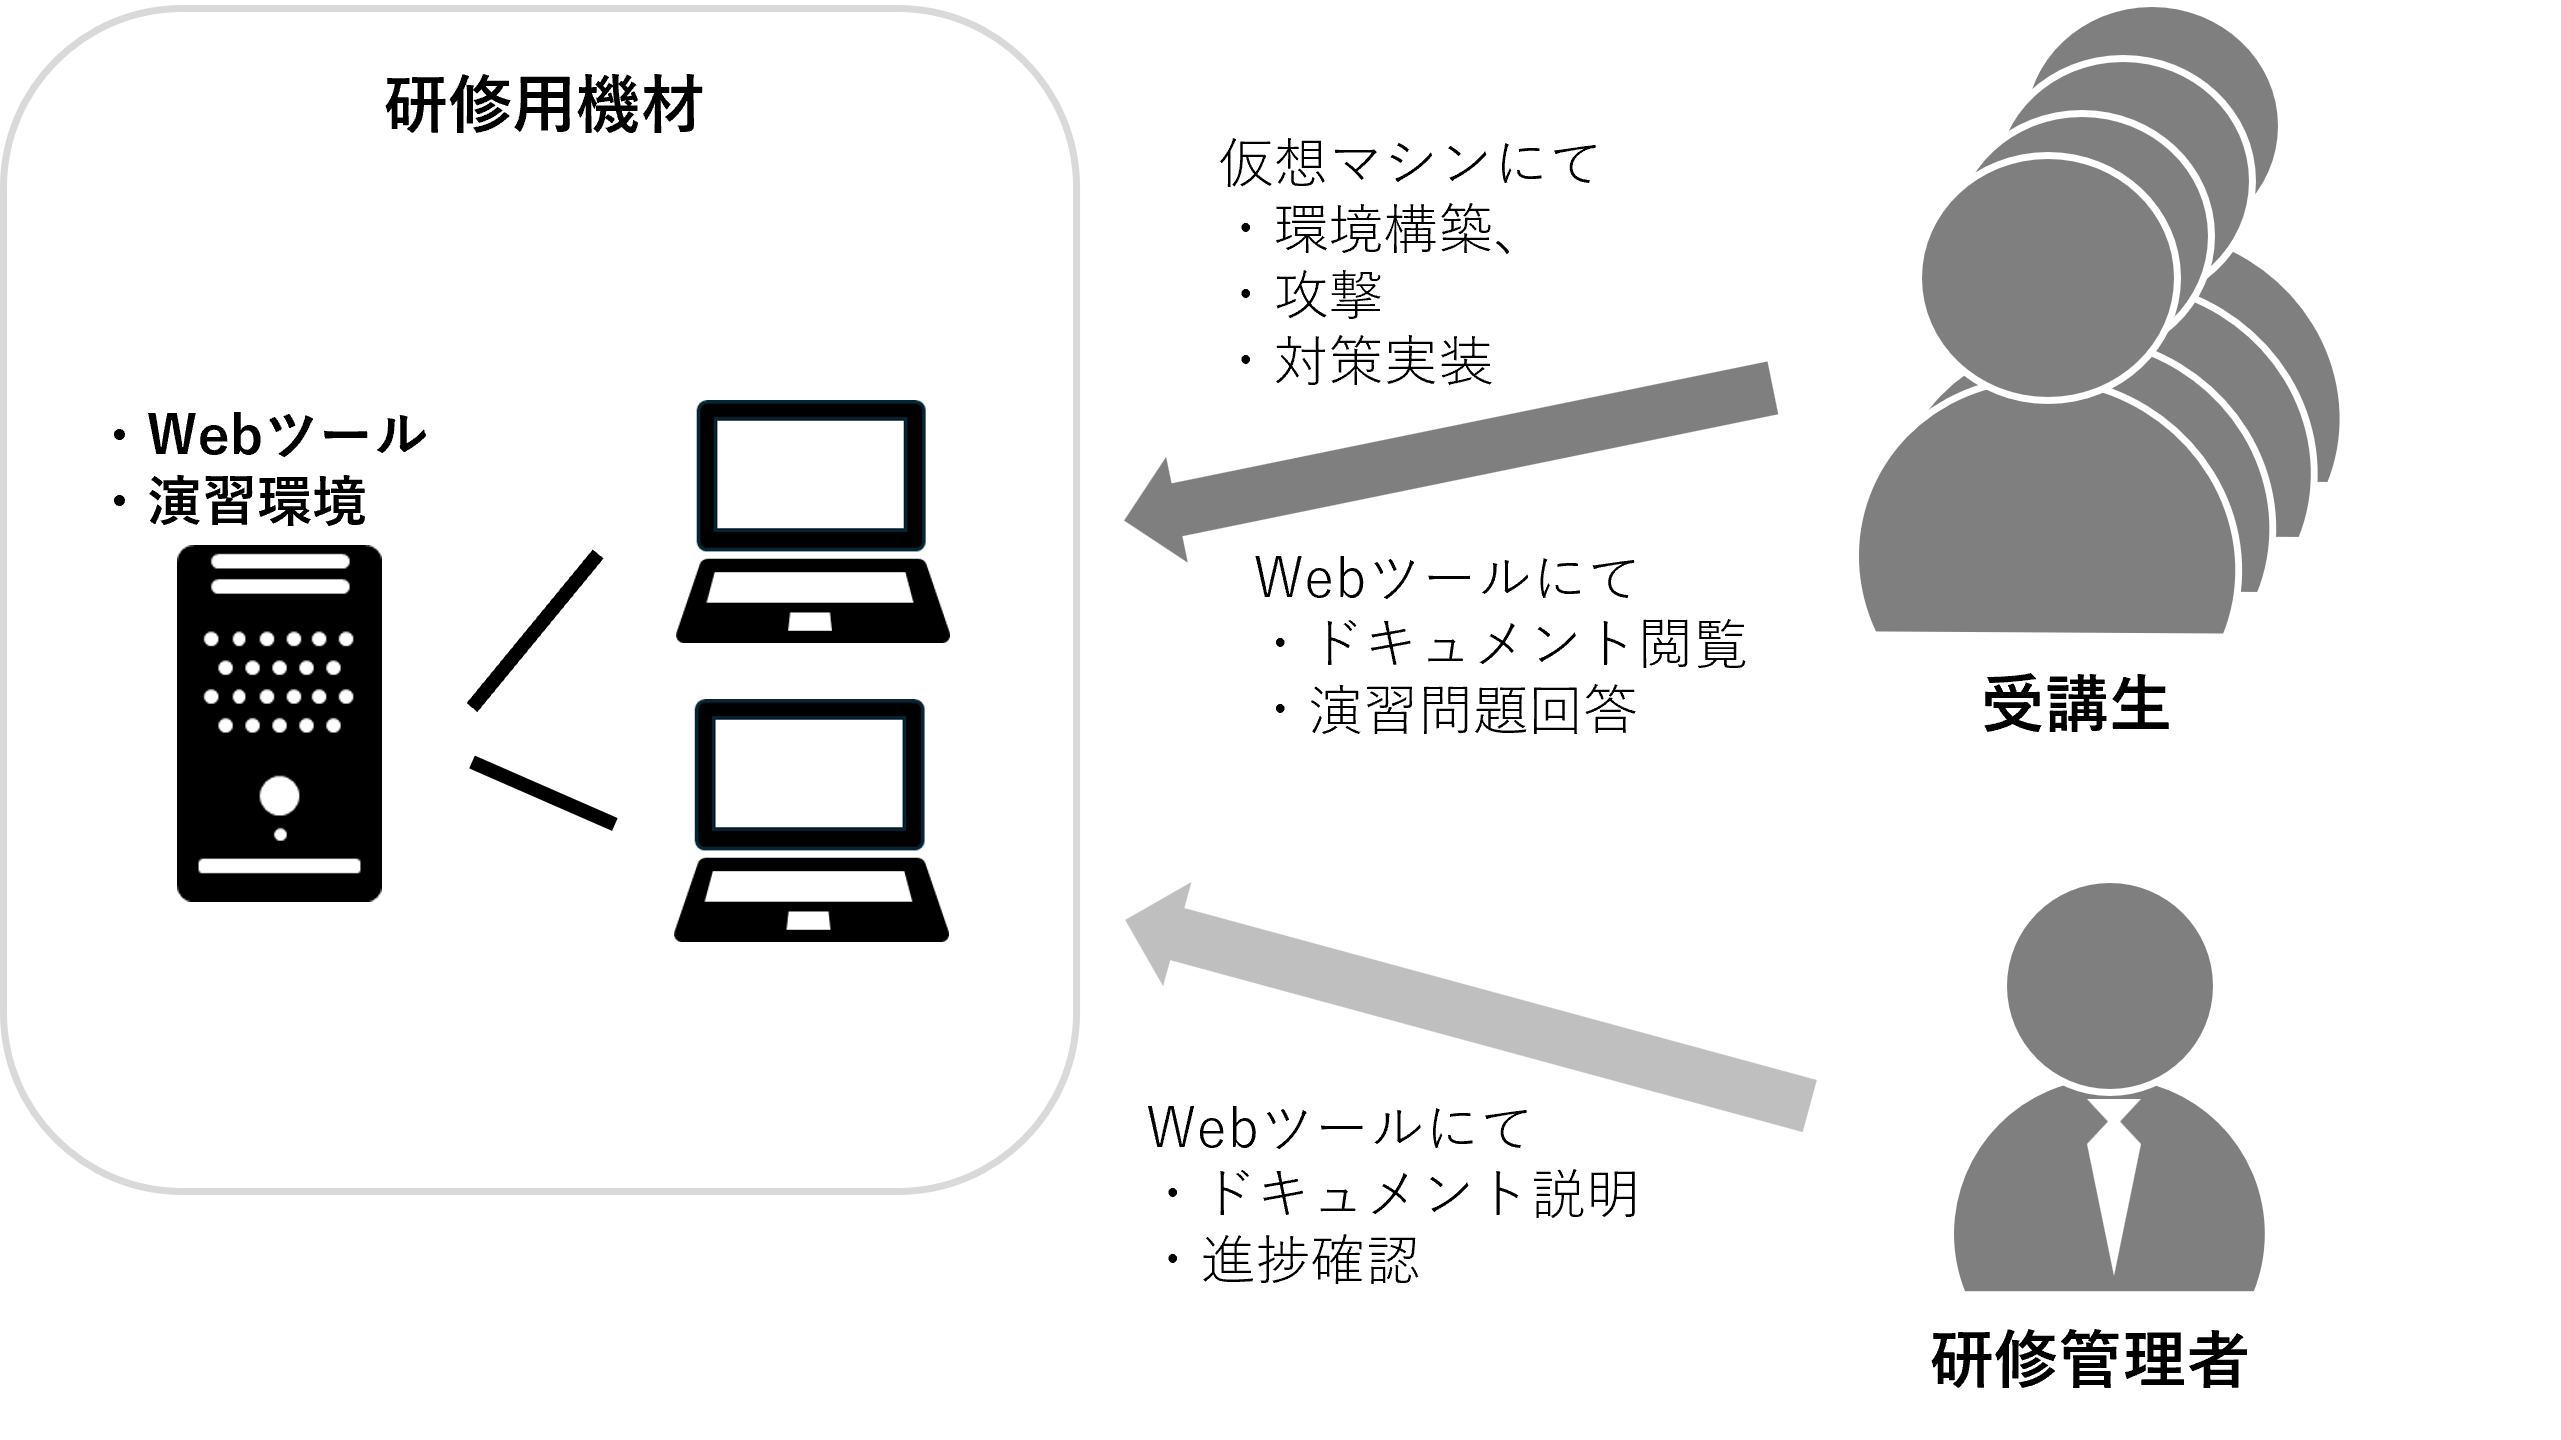 研修用機材
・Webツール
・演習環境
仮想マシンにて
・環境構築、
・攻撃
・対策実装
Webツールにて
・ドキュメント閲覧
・演習問題回答
受講生
Webツールにて
・ドキュメント説明
・進捗確認
研修管理者